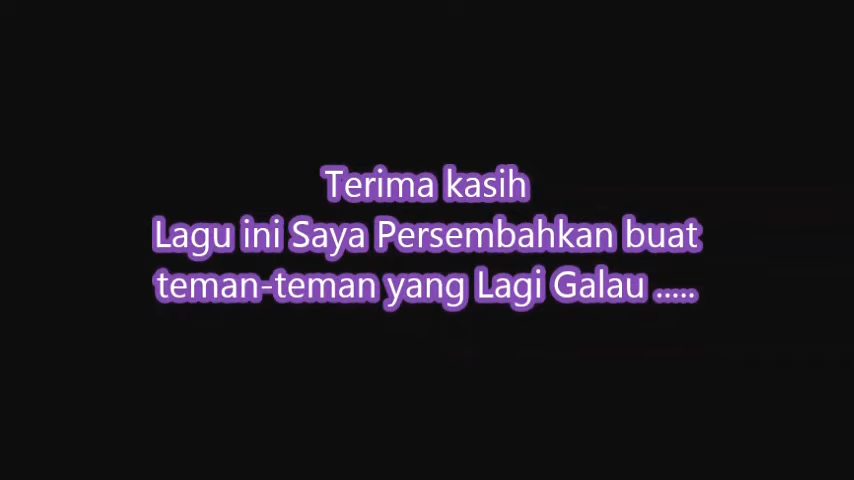 Terima kasih
Lagu ini Saya Persembahkan buat
teman-teman yang Lagi Galau .....